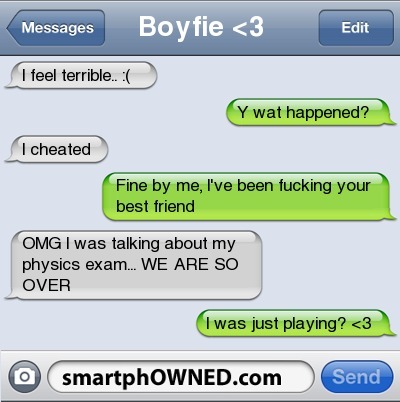 Messages
Boyfie <3
Edit
I feel terrible.. :(
Y wat happened?
I cheated
Fine by me, I've been fucking your
best friend
OMG I was talking about my
physics exam... WE ARE SO
OVER
I was just playing? <3
smartphOWNED.com
Send